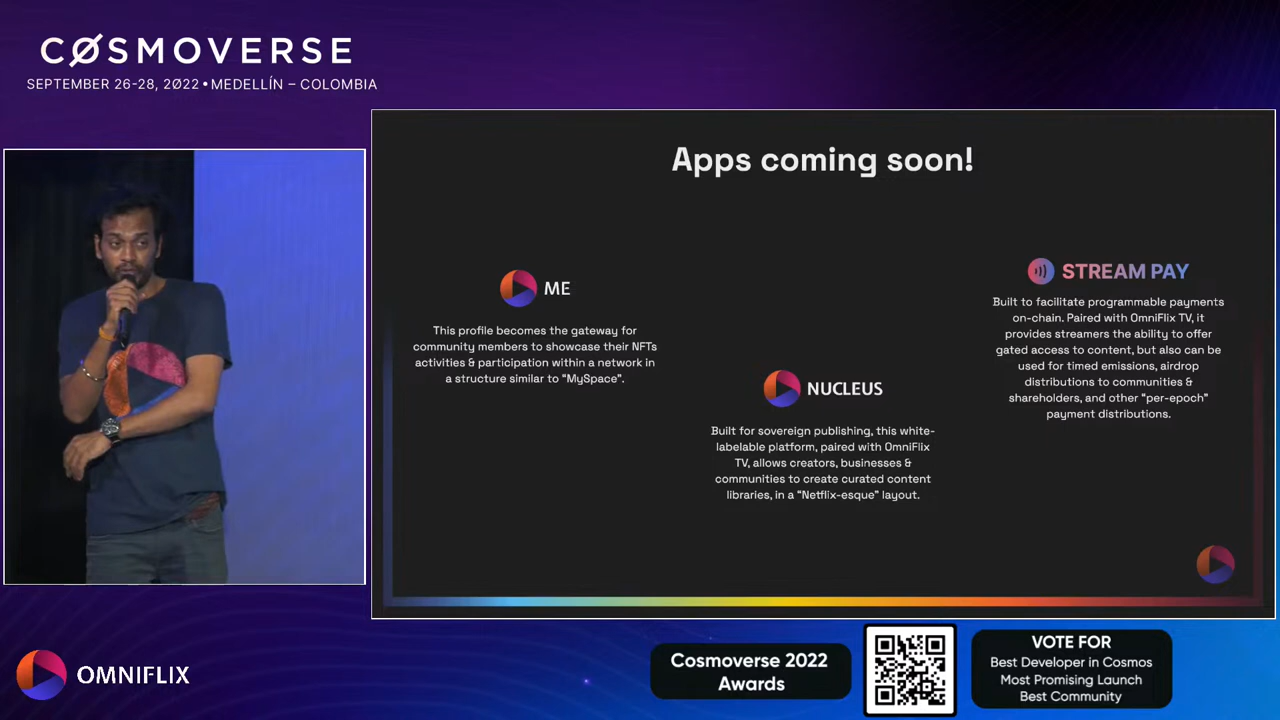 CØSMOVERSE
SEPTEMBER 26-28, 2022 • MEDELLÍN – COLOMBIA
Apps coming soon!
ME
This profile becomes the gateway for
community members to showcase their NFTs
activities & participation within a network in
a structure similar to “MySpace”.
NUCLEUS
Built for sovereign publishing, this white-
labelable platform, paired with OmniFlix
TV, allows creators, businesses &
communities to create curated content
libraries, in a “Netflix-esque” layout.
STREAM PAY
Built to facilitate programmable payments
on-chain. Paired with OmniFlix TV, it
provides streamers the ability to offer
gated access to content, but also can be
used for timed emissions, airdrop
distributions to communities &
shareholders, and other “per-epoch”
payment distributions.
OMNIFLIX
Cosmoverse 2022
Awards
VOTE FOR
Best Developer in Cosmos
Most Promising Launch
Best Community